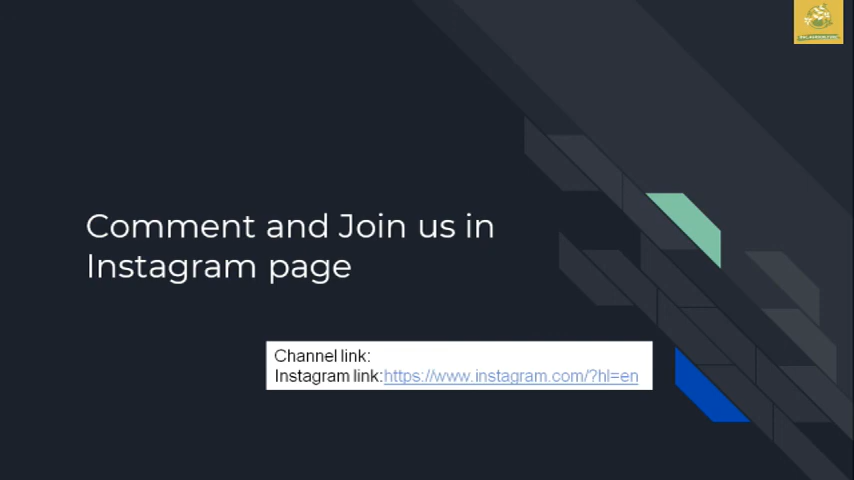 Comment and Join us in
Instagram page
Channel link:
Instagram link:https://www.instagram.com/?hl=en